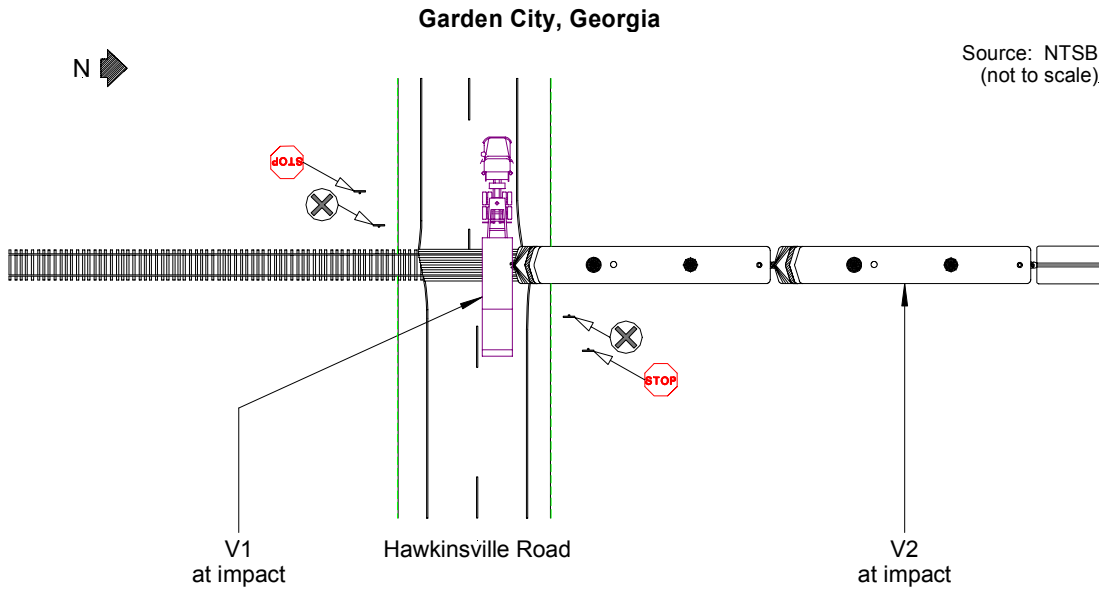 Garden City, Georgia
Source: NTSB
(not to scale)
N
STOP
STOP
V1
at impact
Hawkinsville Road
V2
at impact